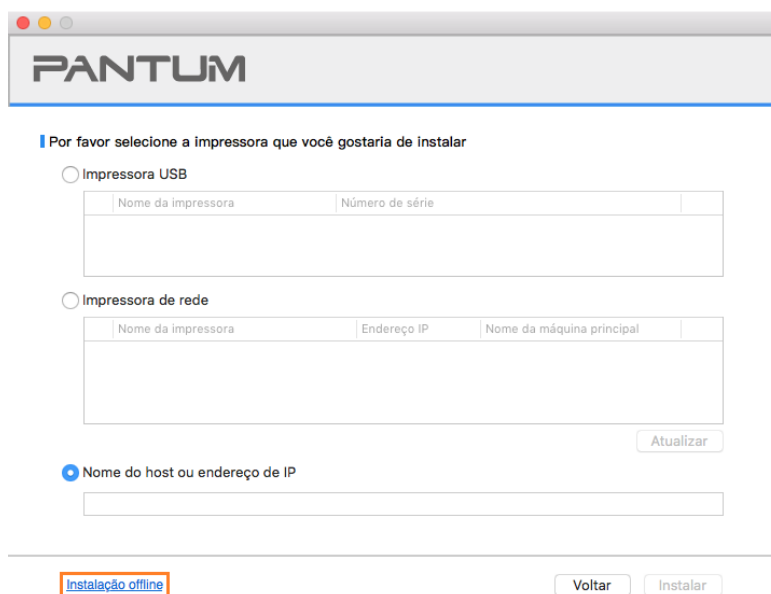 PANTUM
Por favor selecione a impressora que você gostaria de instalar
Impressora USB
Nome da impressora Número de série
Impressora de rede
Nome da impressora Endereço IP Nome da máquina principal
Atualizar
Nome do host ou endereço de IP
Instalação offline Voltar Instalar